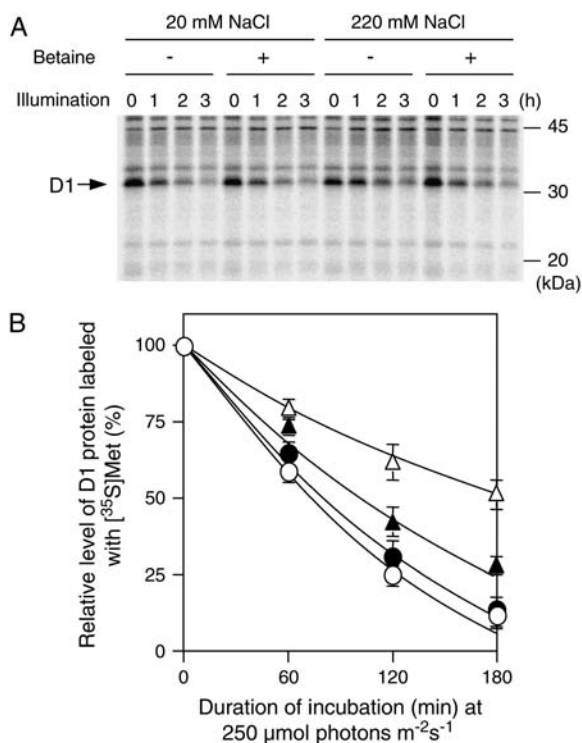 A
20 mM NaCl 220 mM NaCl
Betaine - + - +
Illumination 0 1 2 3 0 1 2 3 0 1 2 3 0 1 2 3 (h)
45
D1
30
20
(kDa)
B
Relative level of D1 protein labeled
with [³⁵S]Met (%)
100
75
50
25
0
0 60 120 180
Duration of incubation (min) at
250 μmol photons m⁻²s⁻¹